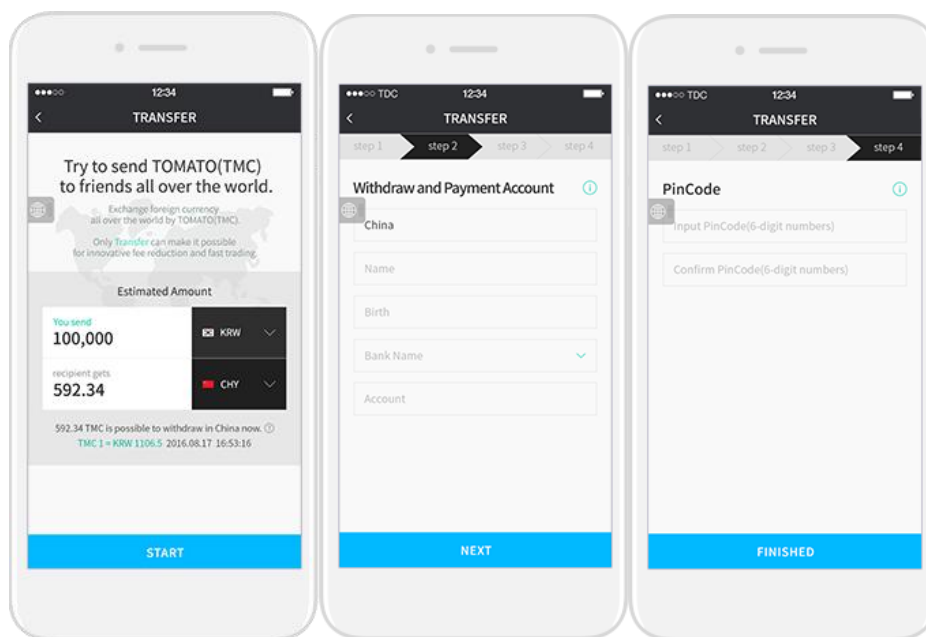 12:34
TRANSFER
Try to send TOMATO(TMC)
to friends all over the world.
Exchange foreign currency
all over the world by TOMATO(TMC).
Only Transfer can make it possible
for innovative fee reduction and fast trading.
Estimated Amount
You send
100,000
KRW
recipient gets
592.34
CHY
592.34 TMC is possible to withdraw in China now.
TMC 1 = KRW 1106.5 2016.08.17 16:53:16
START
TDC 12:34
TRANSFER
step 1 step 2 step 3 step 4
Withdraw and Payment Account
China
Name
Birth
Bank Name
Account
NEXT
TDC 12:34
TRANSFER
step 1 step 2 step 3 step 4
PinCode
Input PinCode(6-digit numbers)
Confirm PinCode(6-digit numbers)
FINISHED